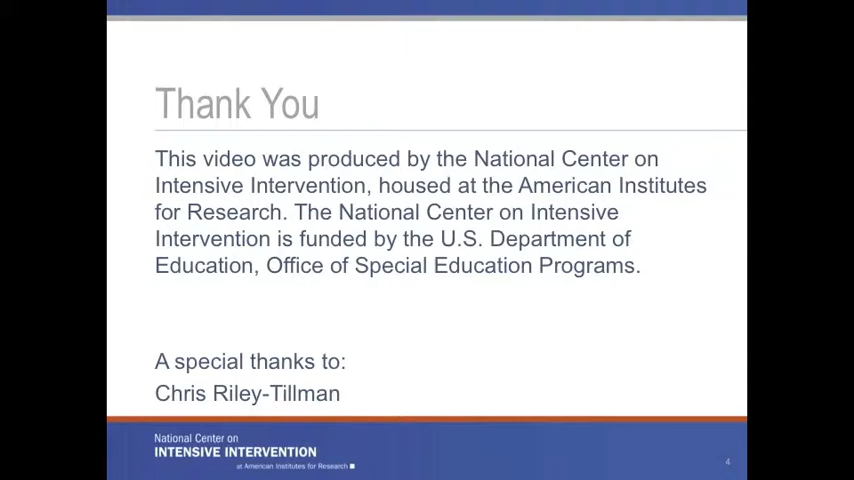 Thank You
This video was produced by the National Center on
Intensive Intervention, housed at the American Institutes
for Research. The National Center on Intensive
Intervention is funded by the U.S. Department of
Education, Office of Special Education Programs.
A special thanks to:
Chris Riley-Tillman
National Center on
INTENSIVE INTERVENTION
at American Institutes for Research
4